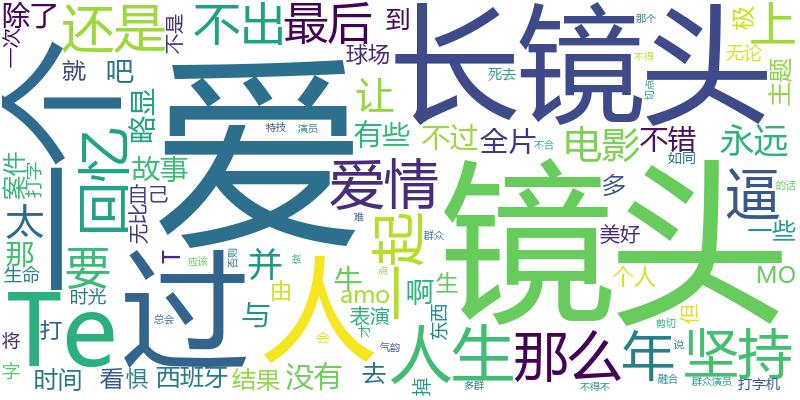 除了
一次
还是
不是
不出
最后
到
长镜头
那个
不得
极
上
主题
无论
死去
切点
个
爱
就
吧
球场
让
特技
演员
有些
不过
全片
不合
电影
不错
永远
如同
的话
略显
回忆
故事
案件
打字
太
无比
自己
爱情
一起
镜头
多
美好
逼
一些
那
生命
要
一
T
应该
否则
并
难
群众
过
人
Te
时光
总会
与
由
牛
啊
生
amo
表演
东西
点
个人
但
MO
将
字
打
时间
看
惧
西班牙
结果
没有
会
才
气韵
去
掉
人生
多群
那么
不得不
年
剪切
说
融合
坚持
群众演员
打字机